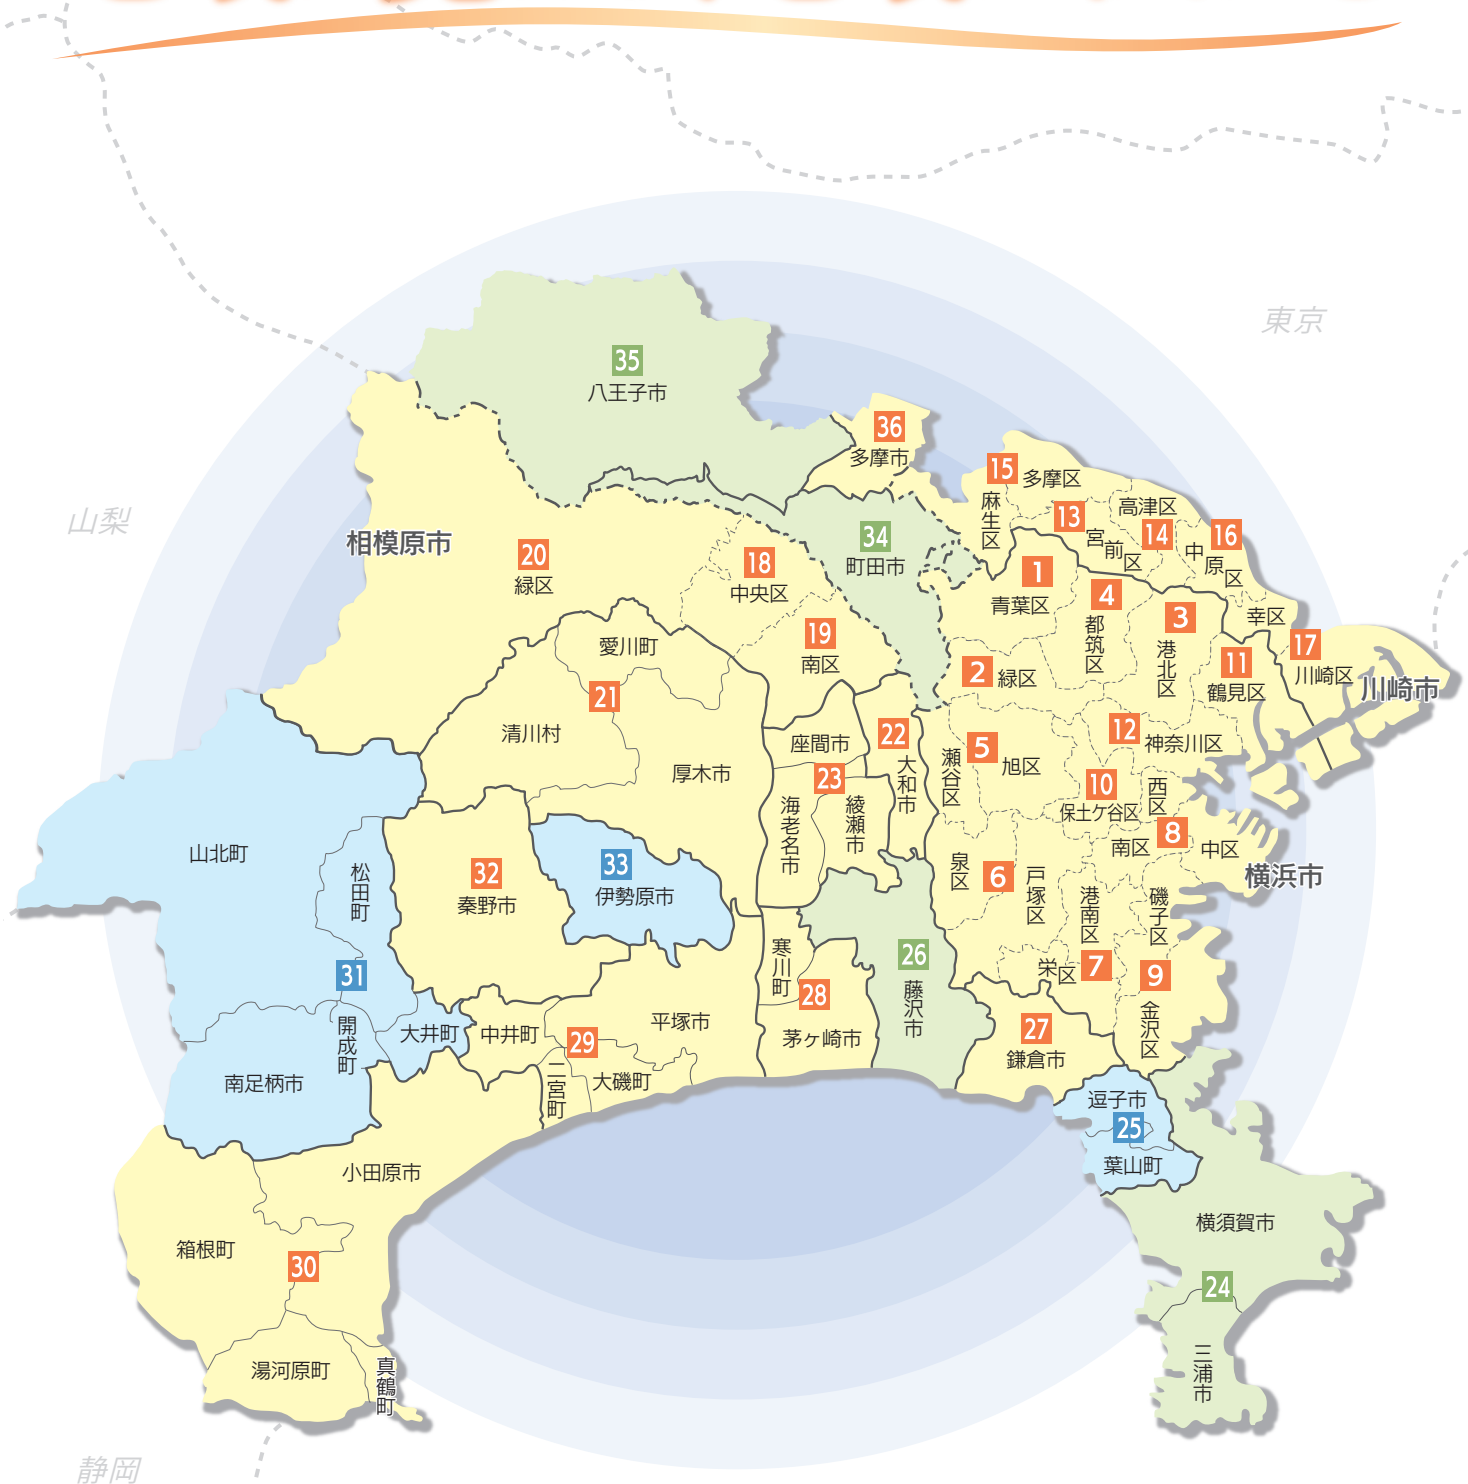 東京
山梨
静岡
35
八王子市
36
多摩市
15
多摩区
麻生区
高津区
13
宮前区
14
16
中原区
幸区
34
町田市
相模原市
20
緑区
18
中央区
19
南区
1
青葉区
4
都筑区
3
港北区
11
鶴見区
17
川崎区
川崎市
2
緑区
愛川町
21
清川村
厚木市
座間市
22
大和市
23
海老名市
綾瀬市
瀬谷区
5
旭区
12
神奈川区
10
保土ケ谷区
西区
8
南区
中区
横浜市
泉区
6
戸塚区
港南区
磯子区
栄区
7
9
金沢区
山北町
松田町
32
秦野市
33
伊勢原市
31
開成町
大井町
南足柄市
中井町
29
平塚市
二宮町
大磯町
寒川町
28
茅ヶ崎市
26
藤沢市
27
鎌倉市
逗子市
25
葉山町
横須賀市
24
三浦市
小田原市
箱根町
30
湯河原町
真鶴町